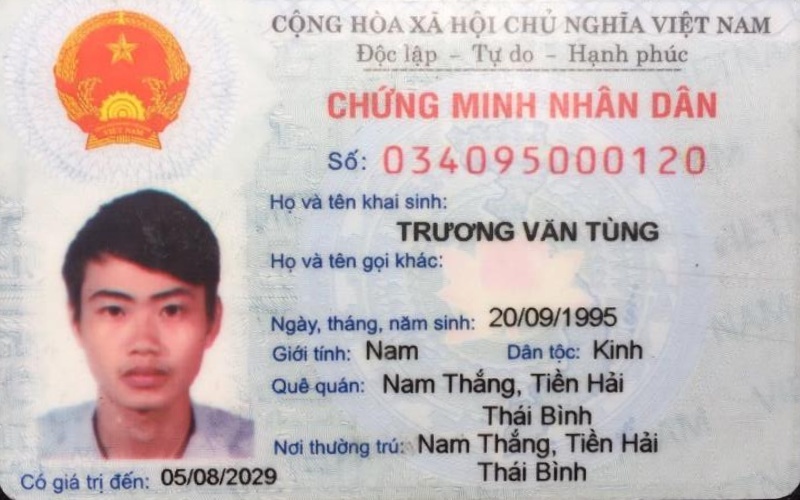 CỘNG HÒA XÃ HỘI CHỦ NGHĨA VIỆT NAM
Độc lập - Tự do - Hạnh phúc
CHỨNG MINH NHÂN DÂN
Số: 034095000120
Họ và tên khai sinh:
TRƯƠNG VĂN TÙNG
Họ và tên gọi khác:
Ngày, tháng, năm sinh: 20/09/1995
Giới tính: Nam Dân tộc: Kinh
Quê quán: Nam Thắng, Tiền Hải
Thái Bình
Nơi thường trú: Nam Thắng, Tiền Hải
Thái Bình
Có giá trị đến: 05/08/2029
VIỆT NAM